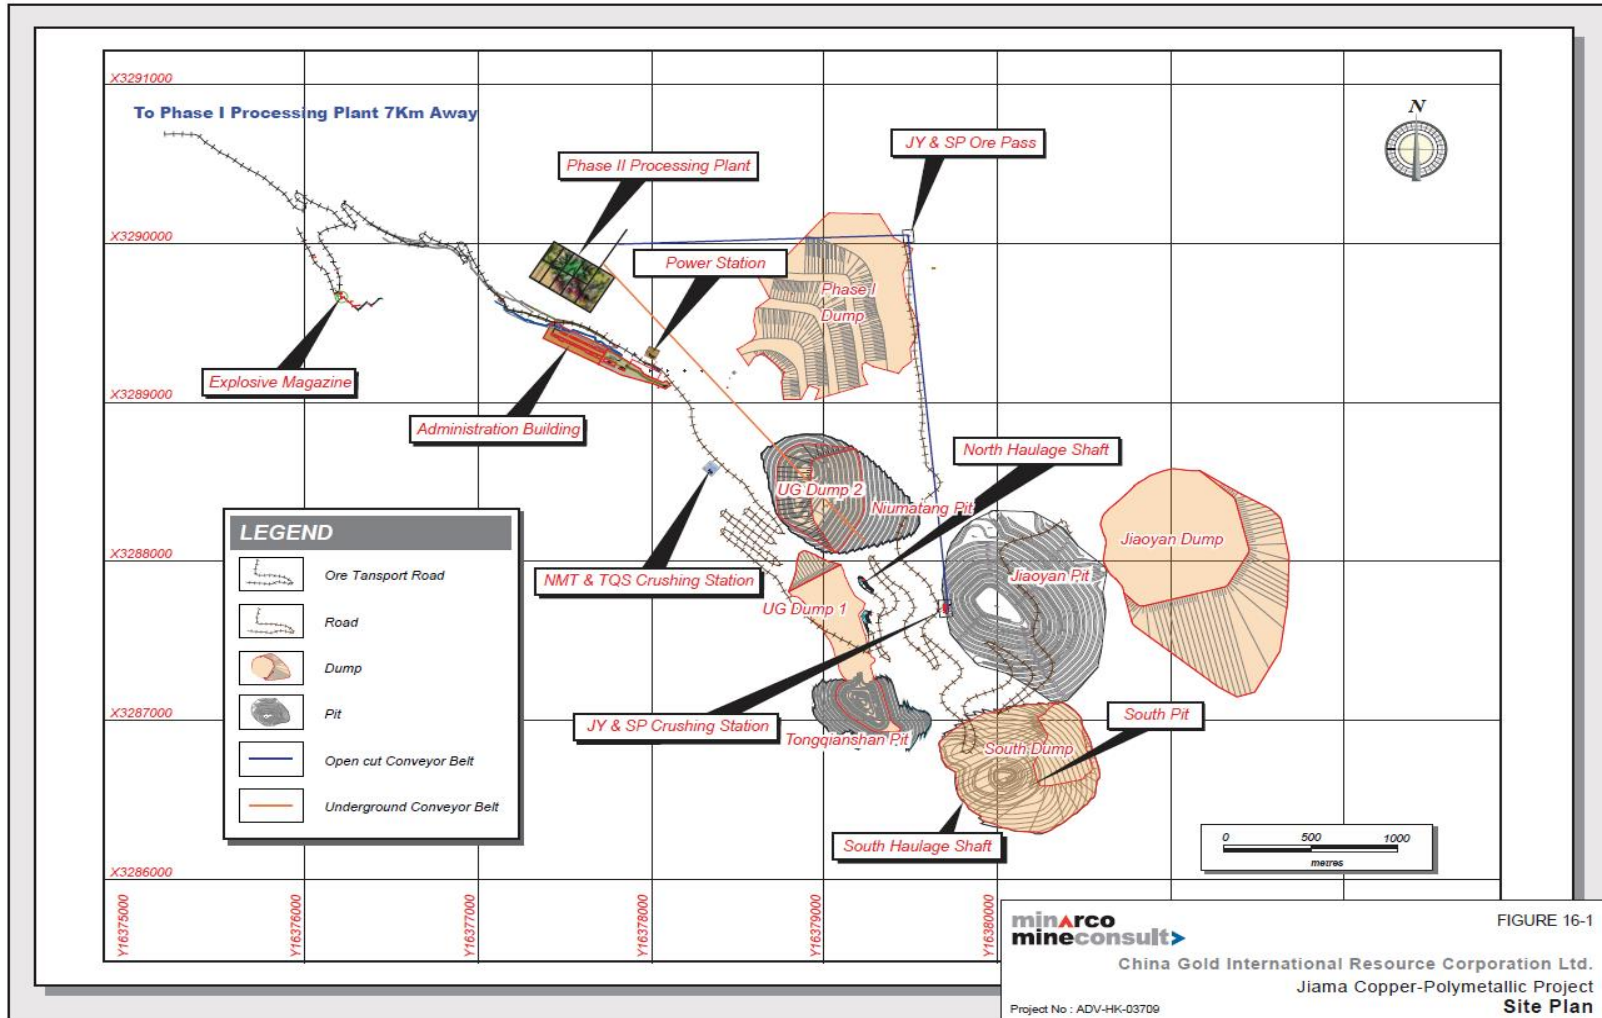 X3291000
To Phase I Processing Plant 7Km Away
N
JY & SP Ore Pass
Phase II Processing Plant
X3290000
Power Station
Phase I
Dump
Explosive Magazine
X3289000
Administration Building
North Haulage Shaft
UG Dump 2
Niumatang Pit
LEGEND
Ore Tansport Road
Road
Dump
Pit
Open cut Conveyor Belt
Underground Conveyor Belt
X3288000
Jiaoyan Dump
Jiaoyan Pit
NMT & TQS Crushing Station
UG Dump 1
X3287000
JY & SP Crushing Station
South Pit
Tongqianshan Pit
South Dump
South Haulage Shaft
0 500 1000
metres
X3286000
Y16375000
Y16376000
Y16377000
Y16378000
Y16379000
Y16380000
minarco
mineconsult
FIGURE 16-1
China Gold International Resource Corporation Ltd.
Jiama Copper-Polymetallic Project
Project No : ADV-HK-03709
Site Plan